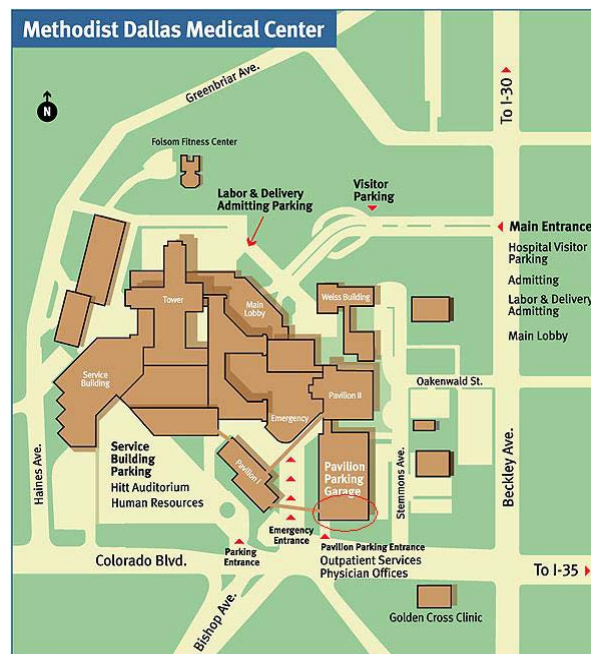 Methodist Dallas Medical Center
Greenbriar Ave.
To I-30
N
Folsom Fitness Center
Labor & Delivery
Admitting Parking
Visitor
Parking
Main Entrance
Hospital Visitor
Parking
Admitting
Labor & Delivery
Admitting
Main Lobby
Tower
Main
Lobby
Weiss Building
Service
Building
Oakenwald St.
Pavilion II
Emergency
Haines Ave.
Service
Building
Parking
Hitt Auditorium
Human Resources
Pavilion I
Pavilion
Parking
Garage
Stemmons Ave.
Beckley Ave.
Emergency
Entrance
Parking
Entrance
Pavilion Parking Entrance
Outpatient Services
Physician Offices
Colorado Blvd.
To I-35
Bishop Ave.
Golden Cross Clinic